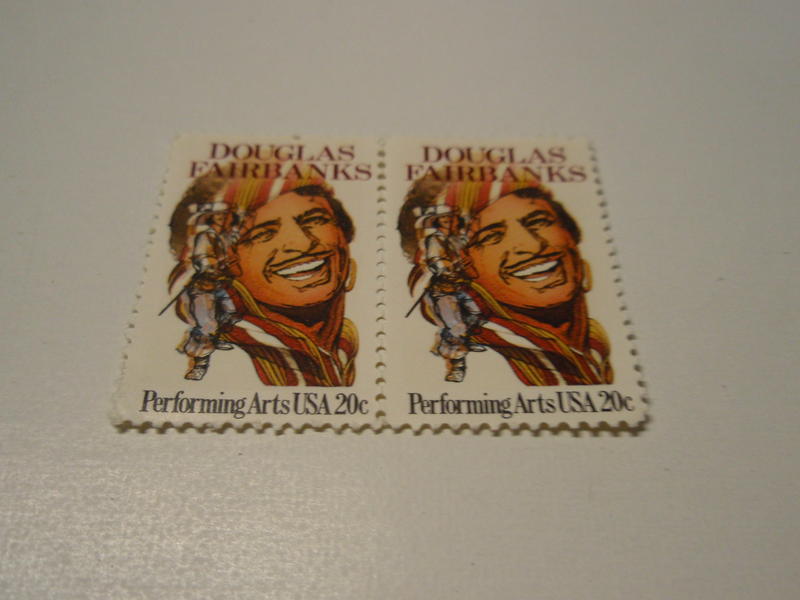 DOUGLAS
FAIRBANKS
Performing Arts USA 20c
DOUGLAS
FAIRBANKS
Performing Arts USA 20c